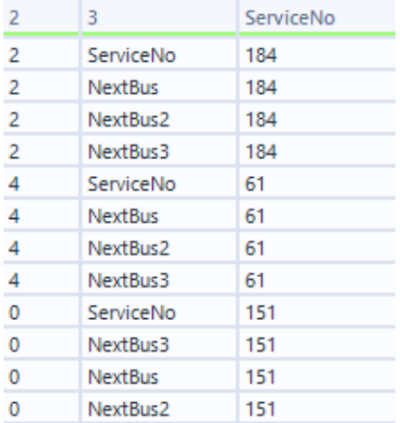 2 3 ServiceNo
2 ServiceNo 184
2 NextBus 184
2 NextBus2 184
2 NextBus3 184
4 ServiceNo 61
4 NextBus 61
4 NextBus2 61
4 NextBus3 61
0 ServiceNo 151
0 NextBus3 151
0 NextBus 151
0 NextBus2 151